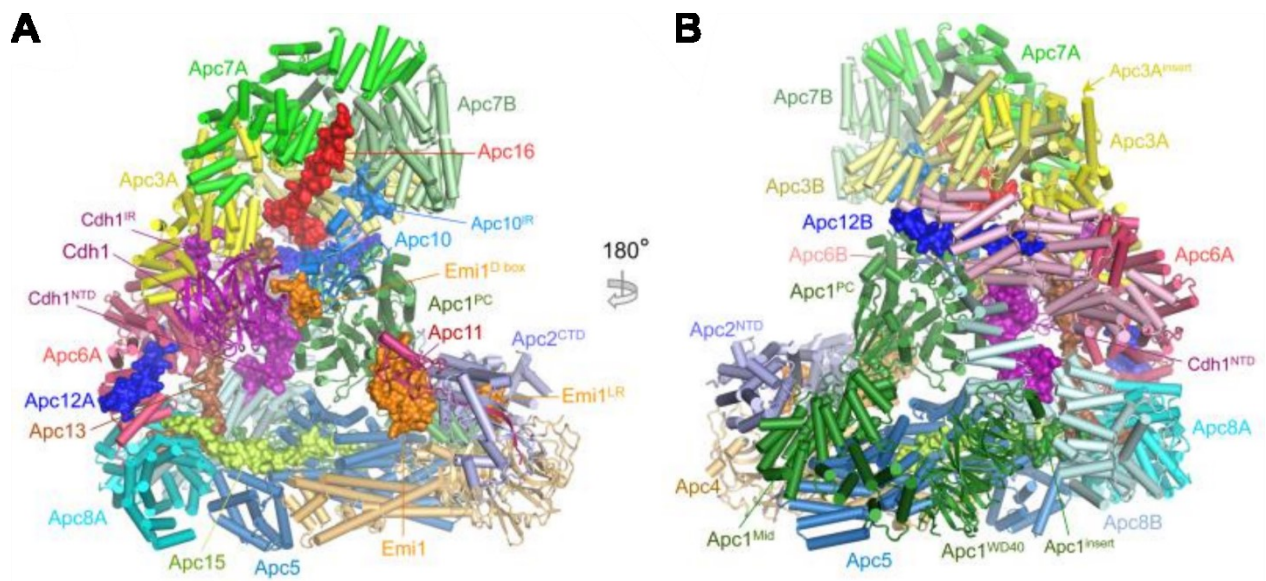 A
Apc7A
Apc7B
Apc16
Apc3A
Apc10ᴵᴿ
Cdh1ᴵᴿ
Apc10
Cdh1
Emi1ᴰ ᵇᵒˣ
Cdh1ᴺᵀᴰ
Apc1ᴾᶜ
Apc11
Apc2ᶜᵀᴰ
Apc6A
Emi1ᴸᴿ
Apc12A
Apc13
Apc8A
Emi1
Apc15
Apc5
180°
B
Apc7A
Apc3Aⁱⁿˢᵉʳᵗ
Apc7B
Apc3A
Apc3B
Apc12B
Apc6B
Apc6A
Apc1ᴾᶜ
Apc2ᴺᵀᴰ
Cdh1ᴺᵀᴰ
Apc8A
Apc4
Apc8B
Apc1ᴹⁱᵈ
Apc5
Apc1ᵂᴰ⁴⁰
Apc1ⁱⁿˢᵉʳᵗ